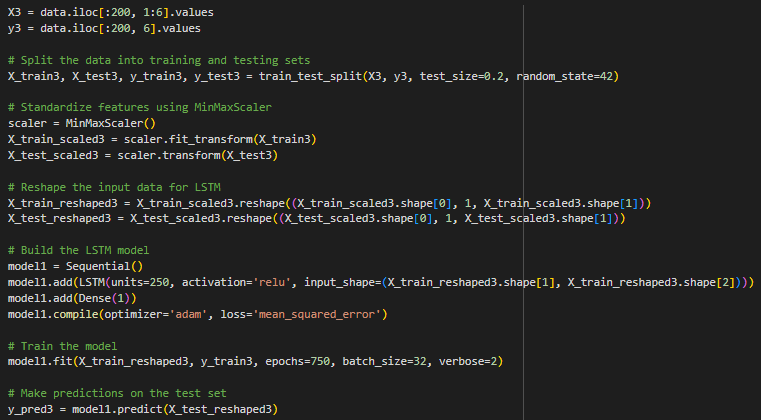 X3 = data.iloc[:200, 1:6].values
y3 = data.iloc[:200, 6].values
# Split the data into training and testing sets
X_train3, X_test3, y_train3, y_test3 = train_test_split(X3, y3, test_size=0.2, random_state=42)
# Standardize features using MinMaxScaler
scaler = MinMaxScaler()
X_train_scaled3 = scaler.fit_transform(X_train3)
X_test_scaled3 = scaler.transform(X_test3)
# Reshape the input data for LSTM
X_train_reshaped3 = X_train_scaled3.reshape((X_train_scaled3.shape[0], 1, X_train_scaled3.shape[1]))
X_test_reshaped3 = X_test_scaled3.reshape((X_test_scaled3.shape[0], 1, X_test_scaled3.shape[1]))
# Build the LSTM model
model1 = Sequential()
model1.add(LSTM(units=250, activation='relu', input_shape=(X_train_reshaped3.shape[1], X_train_reshaped3.shape[2])))
model1.add(Dense(1))
model1.compile(optimizer='adam', loss='mean_squared_error')
# Train the model
model1.fit(X_train_reshaped3, y_train3, epochs=750, batch_size=32, verbose=2)
# Make predictions on the test set
y_pred3 = model1.predict(X_test_reshaped3)